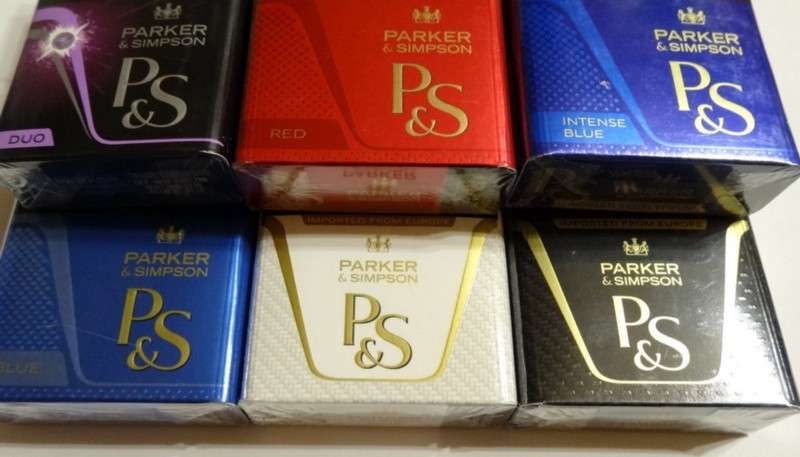 PARKER
& SIMPSON
P&S
DUO
PARKER
& SIMPSON
P&S
RED
PARKER
& SIMPSON
P&S
INTENSE
BLUE
PARKER
PARKER
& SIMPSON
P&S
BLUE
IMPORTED FROM EUROPE
PARKER
& SIMPSON
P&S
IMPORTED FROM EUROPE
PARKER
& SIMPSON
P&S